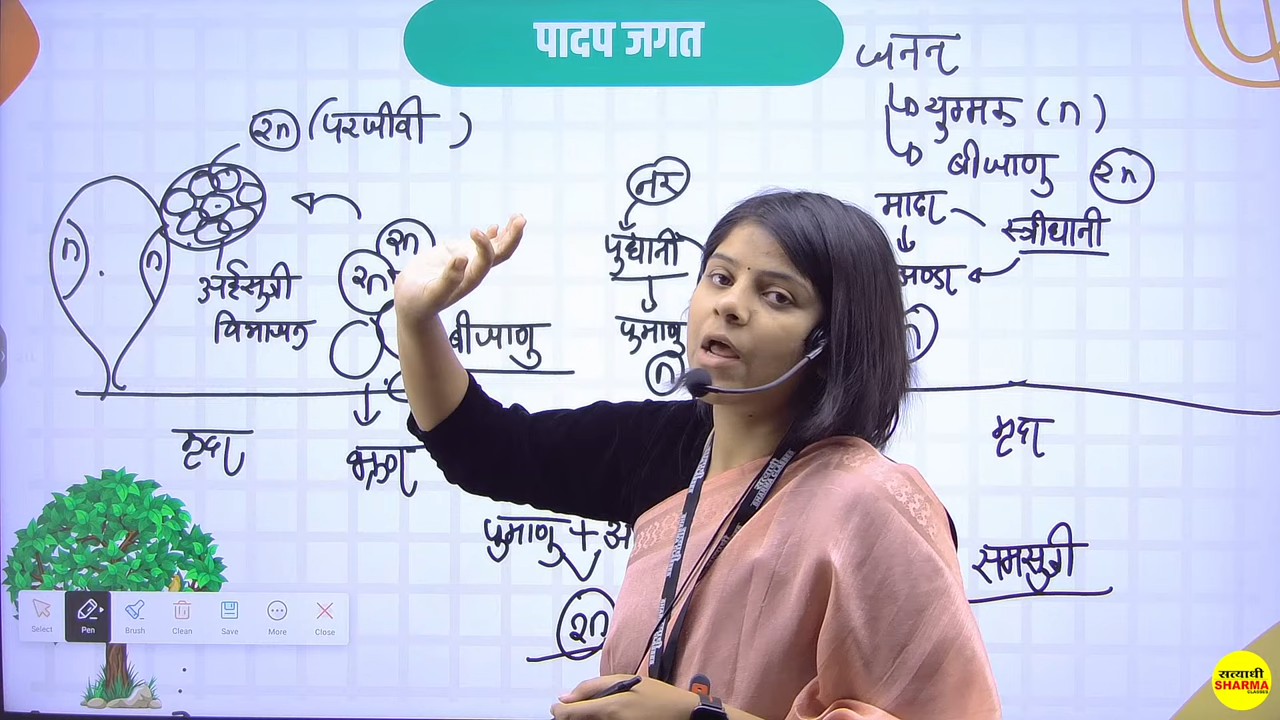 पादप जगत
जनन
युग्मक (n)
बीजाणु 2n
2n (परजीवी)
n n
अर्द्धसूत्री
विभाजन
2n
2n
बीजाणु
मृदा
भ्रूण
नर
पुँधानी
पुमाणु
n
मादा
स्त्रीधानी
अण्डा
मृदा
पुमाणु + अ
2n
समसुत्री
Select Pen Brush Clean Save More Close
सत्याधी
SHARMA
CLASSES